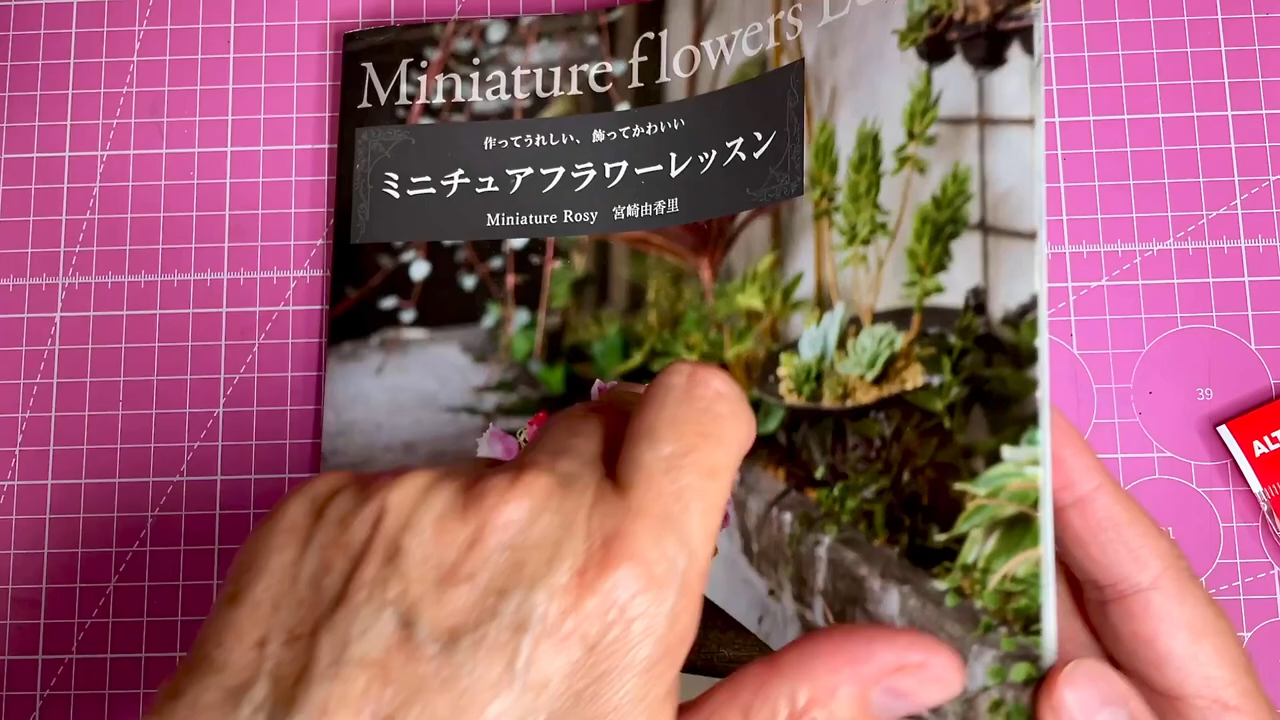 Miniature flowers
作ってうれしい、飾ってかわいい
ミニチュアフラワーレッスン
Miniature Rosy 宮崎由香里
39